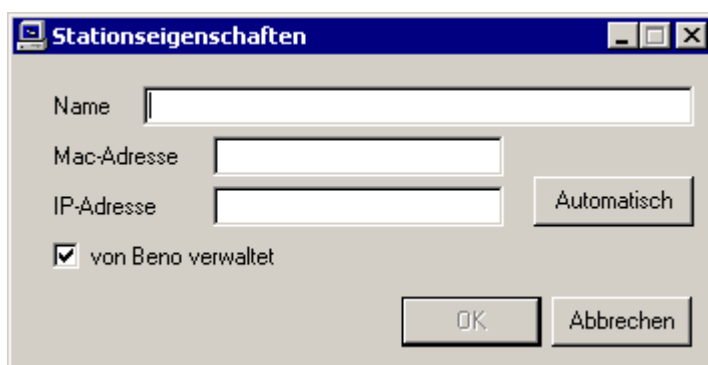 Stationseigenschaften
Name
Mac-Adresse
IP-Adresse
Automatisch
von Beno verwaltet
OK
Abbrechen